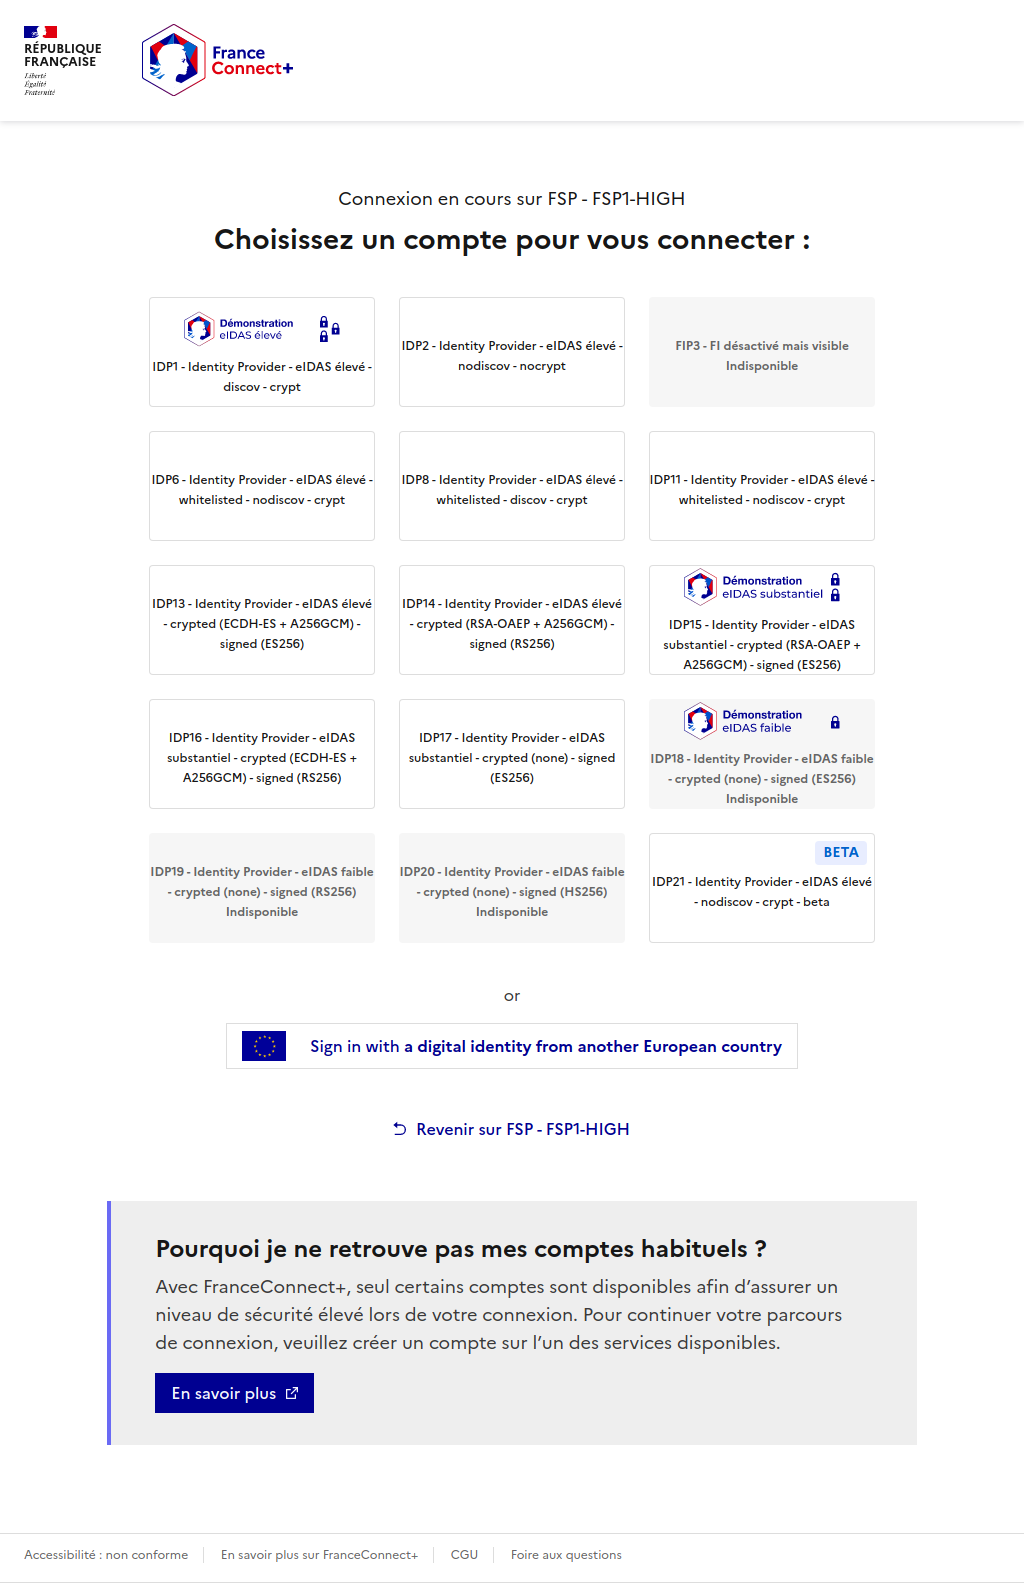 RÉPUBLIQUE
FRANÇAISE
Liberté
Égalité
Fraternité
France
Connect+
Connexion en cours sur FSP - FSP1-HIGH
Choisissez un compte pour vous connecter :
Démonstration
eIDAS élevé
IDP1 - Identity Provider - eIDAS élevé -
discov - crypt
IDP2 - Identity Provider - eIDAS élevé -
nodiscov - nocrypt
FIP3 - FI désactivé mais visible
Indisponible
IDP6 - Identity Provider - eIDAS élevé -
whitelisted - nodiscov - crypt
IDP8 - Identity Provider - eIDAS élevé -
whitelisted - discov - crypt
IDP11 - Identity Provider - eIDAS élevé -
whitelisted - nodiscov - crypt
IDP13 - Identity Provider - eIDAS élevé
- crypted (ECDH-ES + A256GCM) -
signed (ES256)
IDP14 - Identity Provider - eIDAS élevé
- crypted (RSA-OAEP + A256GCM) -
signed (RS256)
Démonstration
eIDAS substantiel
IDP15 - Identity Provider - eIDAS
substantiel - crypted (RSA-OAEP +
A256GCM) - signed (ES256)
IDP16 - Identity Provider - eIDAS
substantiel - crypted (ECDH-ES +
A256GCM) - signed (RS256)
IDP17 - Identity Provider - eIDAS
substantiel - crypted (none) - signed
(ES256)
Démonstration
eIDAS faible
IDP18 - Identity Provider - eIDAS faible
- crypted (none) - signed (ES256)
Indisponible
IDP19 - Identity Provider - eIDAS faible
- crypted (none) - signed (RS256)
Indisponible
IDP20 - Identity Provider - eIDAS faible
- crypted (none) - signed (HS256)
Indisponible
BETA
IDP21 - Identity Provider - eIDAS élevé
- nodiscov - crypt - beta
or
Sign in with a digital identity from another European country
Revenir sur FSP - FSP1-HIGH
Pourquoi je ne retrouve pas mes comptes habituels ?
Avec FranceConnect+, seul certains comptes sont disponibles afin d’assurer un
niveau de sécurité élevé lors de votre connexion. Pour continuer votre parcours
de connexion, veuillez créer un compte sur l’un des services disponibles.
En savoir plus
Accessibilité : non conforme
En savoir plus sur FranceConnect+
CGU
Foire aux questions